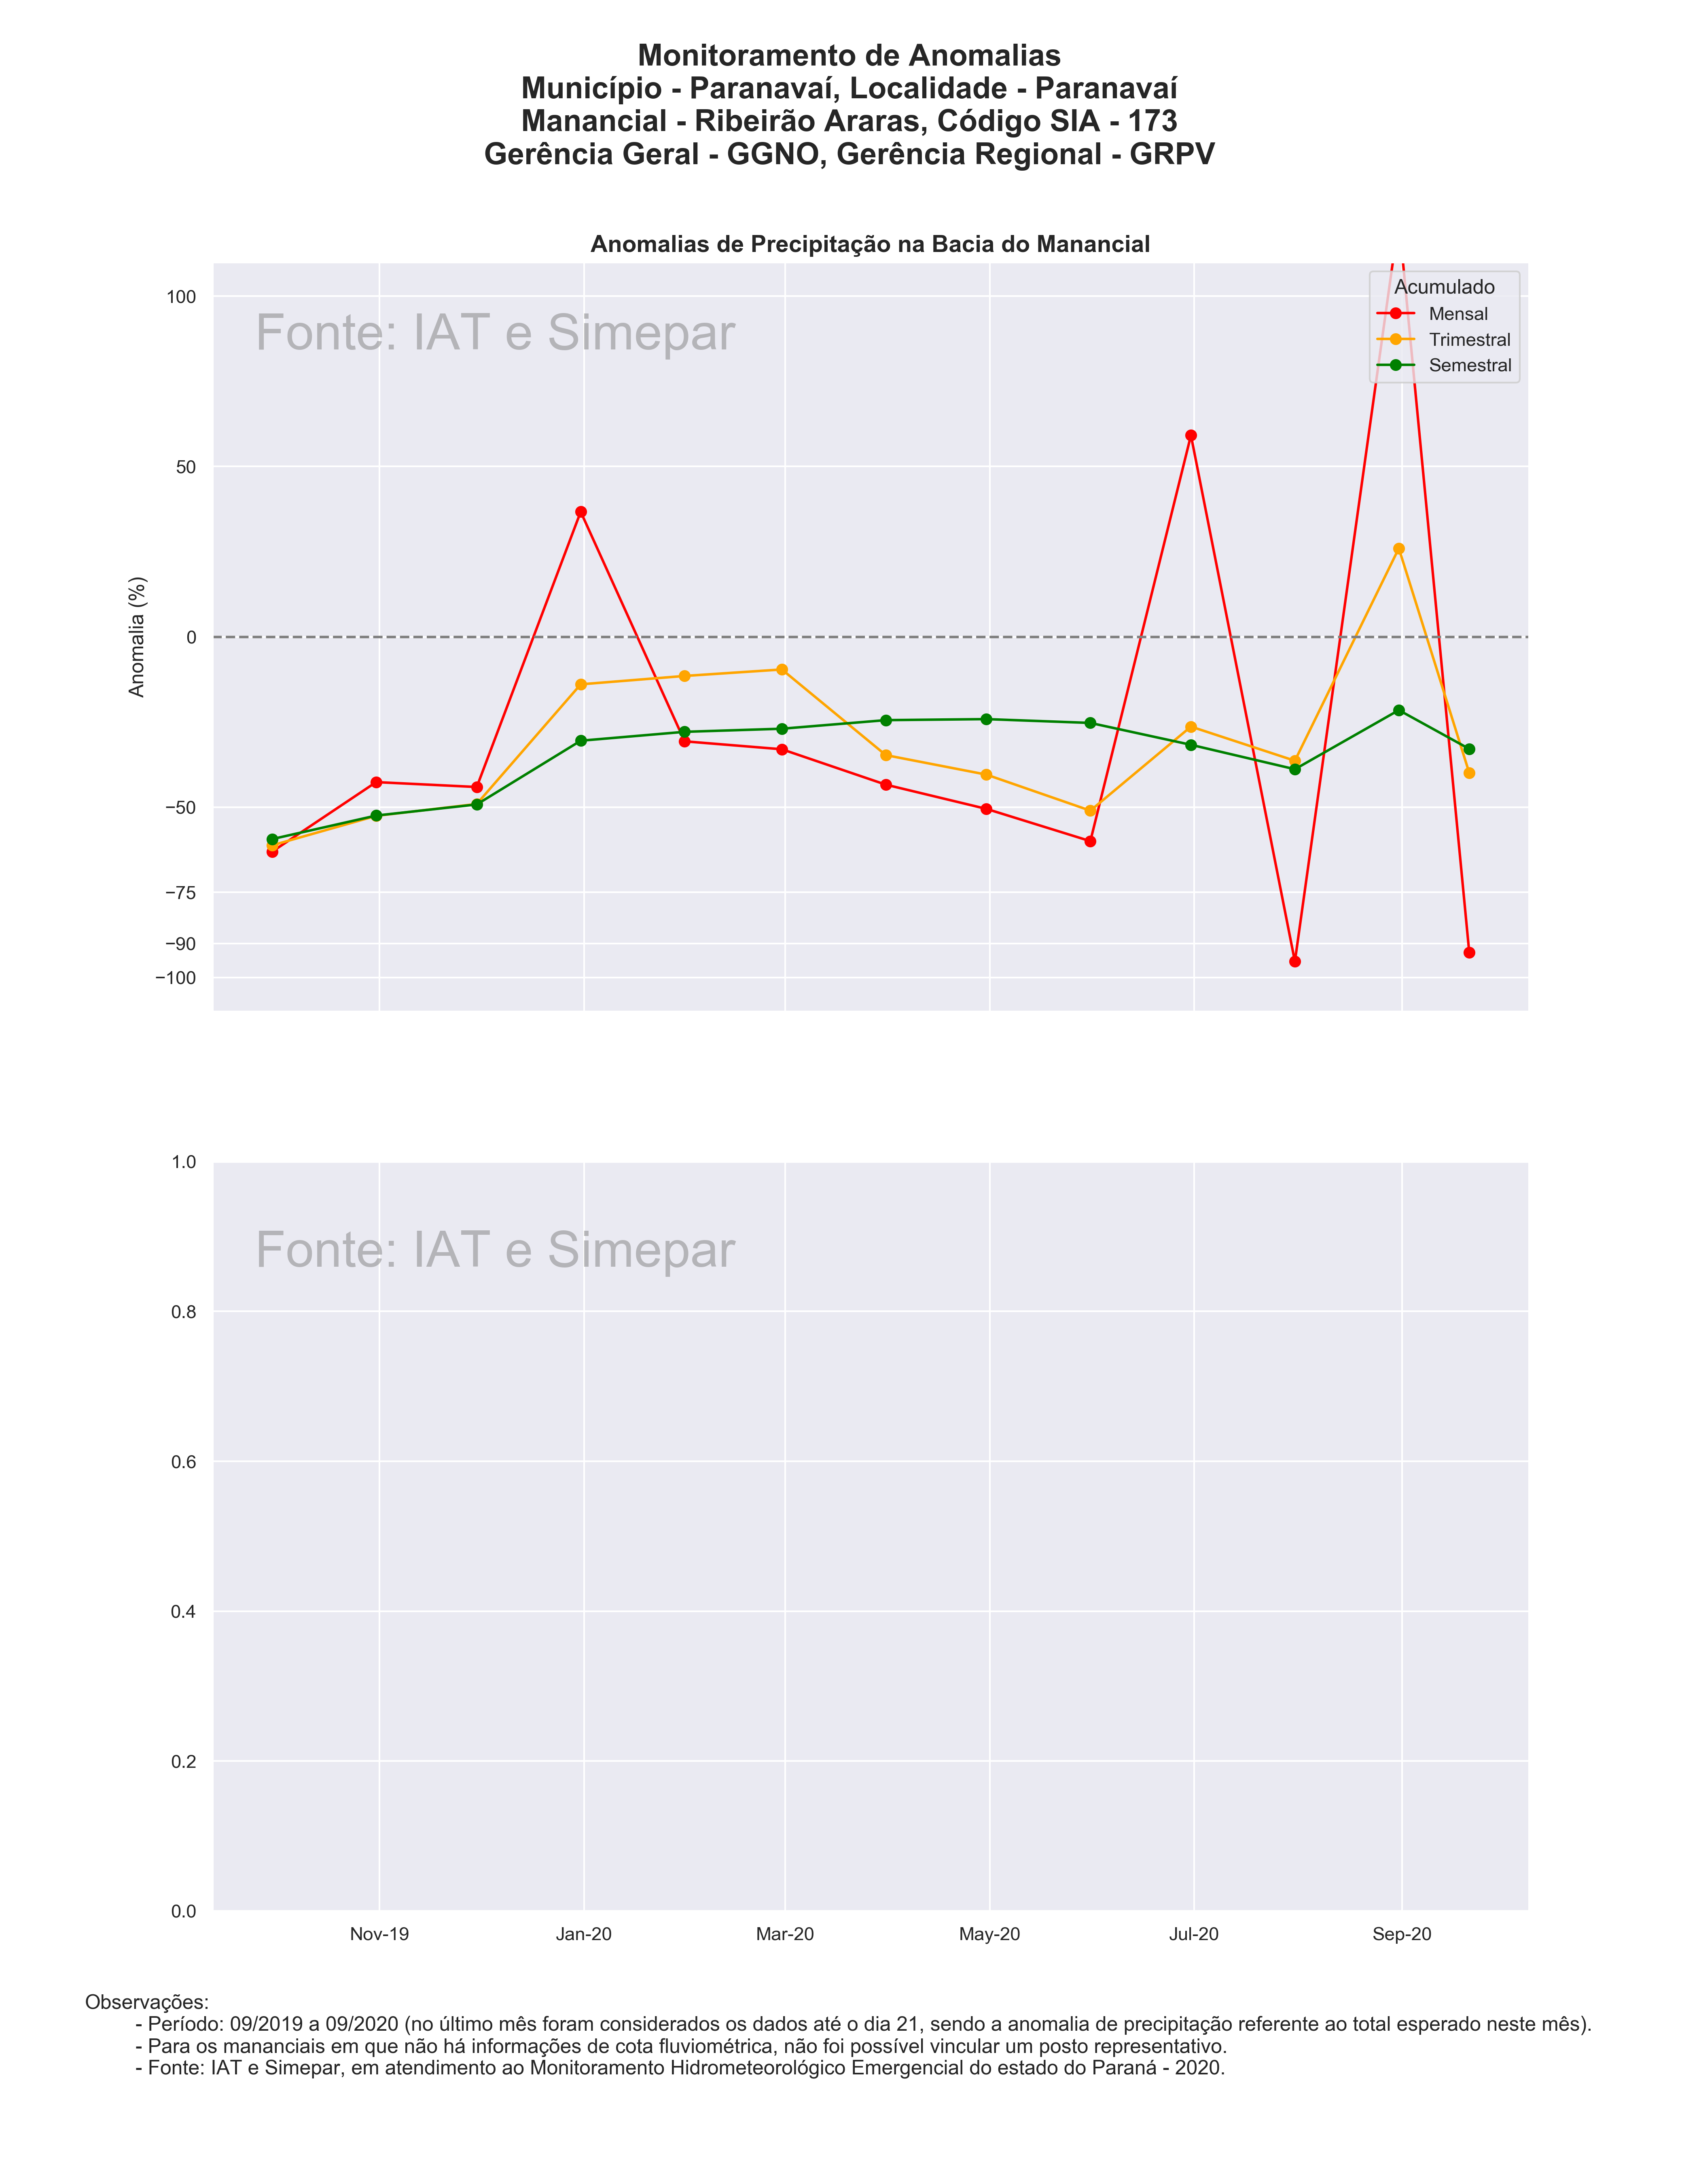 Monitoramento de Anomalias
Município - Paranavaí, Localidade - Paranavaí
Manancial - Ribeirão Araras, Código SIA - 173
Gerência Geral - GGNO, Gerência Regional - GRPV
Anomalias de Precipitação na Bacia do Manancial
Fonte: IAT e Simepar
Acumulado
Mensal
Trimestral
Semestral
Anomalia (%)
100
50
0
−50
−75
−90
−100
Fonte: IAT e Simepar
1.0
0.8
0.6
0.4
0.2
0.0
Nov-19 Jan-20 Mar-20 May-20 Jul-20 Sep-20
Observações:
- Período: 09/2019 a 09/2020 (no último mês foram considerados os dados até o dia 21, sendo a anomalia de precipitação referente ao total esperado neste mês).
- Para os mananciais em que não há informações de cota fluviométrica, não foi possível vincular um posto representativo.
- Fonte: IAT e Simepar, em atendimento ao Monitoramento Hidrometeorológico Emergencial do estado do Paraná - 2020.